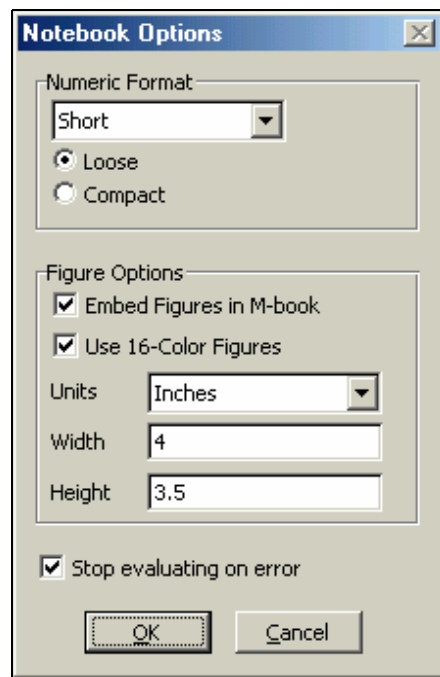 Notebook Options
Numeric Format
Short
Loose
Compact
Figure Options
Embed Figures in M-book
Use 16-Color Figures
Units Inches
Width 4
Height 3.5
Stop evaluating on error
OK Cancel